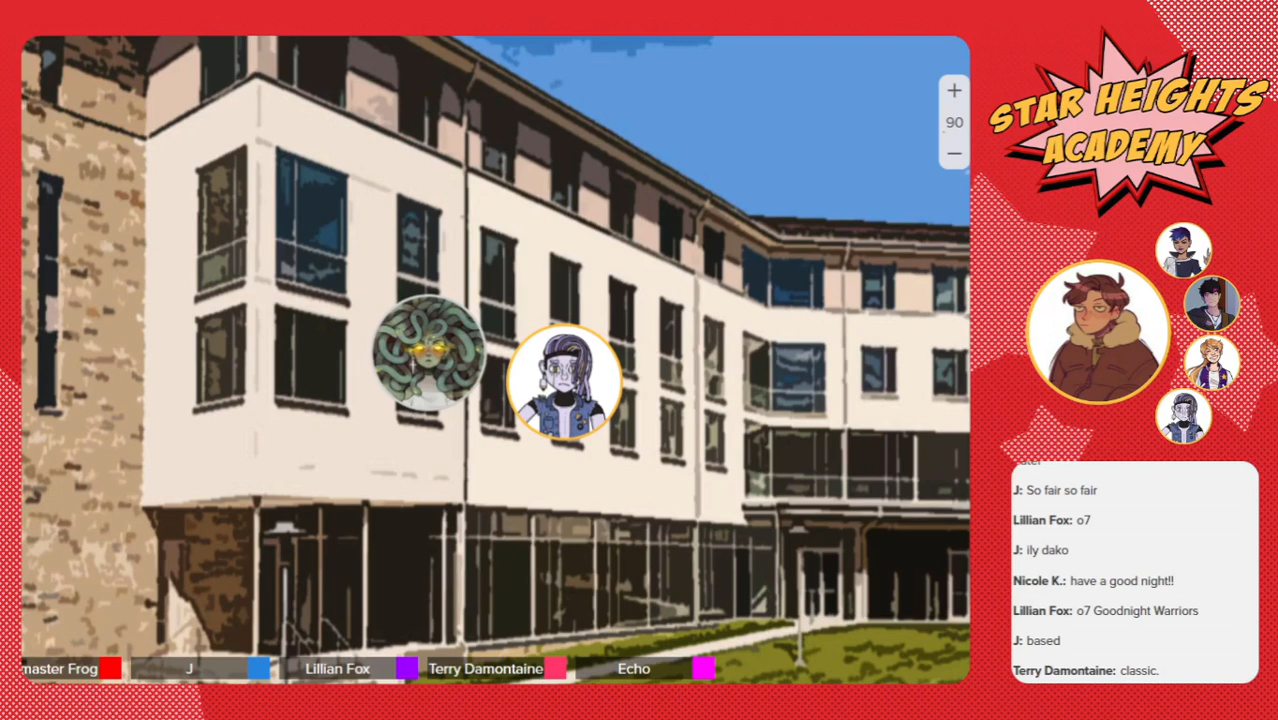 STAR HEIGHTS
ACADEMY
+
90
−
J: So fair so fair
Lillian Fox: o7
J: ily dako
Nicole K.: have a good night!!
Lillian Fox: o7 Goodnight Warriors
J: based
Terry Damontaine: classic.
master Frog
J
Lillian Fox
Terry Damontaine
Echo